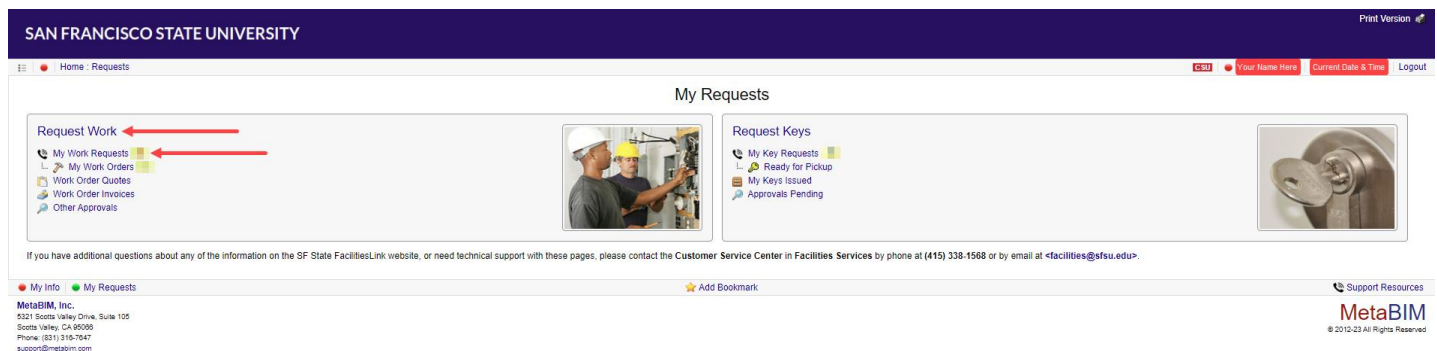 Print Version
SAN FRANCISCO STATE UNIVERSITY
Home : Requests
CSU Your Name Here Current Date & Time Logout
My Requests
Request Work
My Work Requests
My Work Orders
Work Order Quotes
Work Order Invoices
Other Approvals
Request Keys
My Key Requests
Ready for Pickup
My Keys Issued
Approvals Pending
If you have additional questions about any of the information on the SF State FacilitiesLink website, or need technical support with these pages, please contact the Customer Service Center in Facilities Services by phone at (415) 338-1568 or by email at <facilities@sfsu.edu>.
My Info My Requests Add Bookmark Support Resources
MetaBIM, Inc.
5321 Scotts Valley Drive, Suite 105
Scotts Valley, CA 95066
Phone: (831) 316-7647
support@metabim.com
MetaBIM
© 2012-23 All Rights Reserved